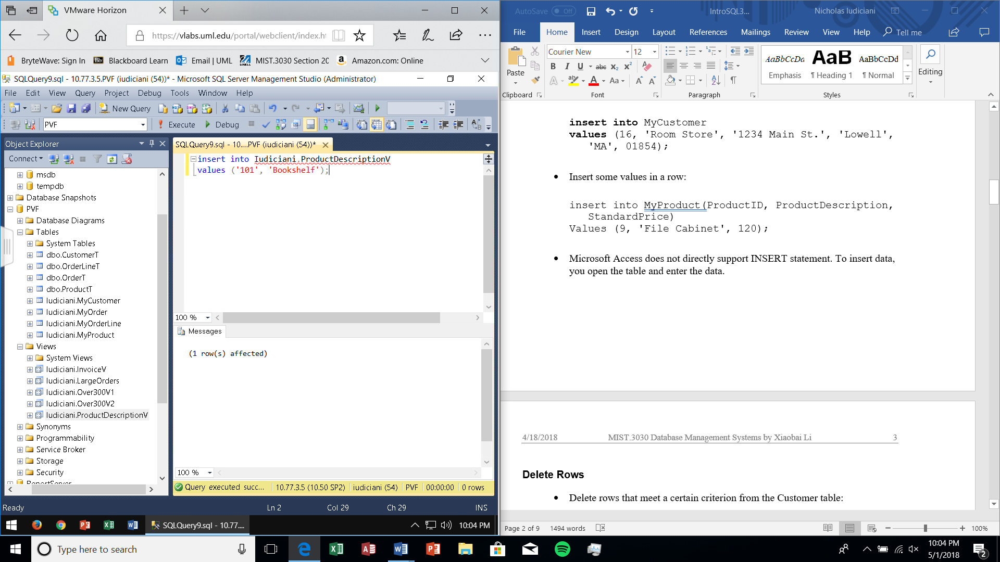 VMware Horizon
https://vlabs.uml.edu/portal/webclient/index.ht
BryteWave: Sign In
Bb
Blackboard Learn
Email | UML
MIST.3030 Section 20
Amazon.com: Online
SQLQuery9.sql - 10.77.3.5.PVF (iudiciani (54))* - Microsoft SQL Server Management Studio (Administrator)
File Edit View Query Project Debug Tools Window Help
New Query
PVF
Execute
Debug
Object Explorer
Connect
msdb
tempdb
Database Snapshots
PVF
Database Diagrams
Tables
System Tables
dbo.CustomerT
dbo.OrderLineT
dbo.OrderT
dbo.ProductT
Iudiciani.MyCustomer
Iudiciani.MyOrder
Iudiciani.MyOrderLine
Iudiciani.MyProduct
Views
System Views
Iudiciani.InvoiceV
Iudiciani.LargeOrders
Iudiciani.Over300V1
Iudiciani.Over300V2
Iudiciani.ProductDescriptionV
Synonyms
Programmability
Service Broker
Storage
Security
SQLQuery9.sql - 10....PVF (iudiciani (54))*
insert into Iudiciani.ProductDescriptionV
values ('101', 'Bookshelf');
100 %
Messages
(1 row(s) affected)
100 %
Query executed succ...
10.77.3.5 (10.50 SP2)
iudiciani (54)
PVF
00:00:00
0 rows
Ready
Ln 2
Col 29
Ch 29
INS
SQLQuery9.sql - 10.77....
10:04 PM
AutoSave Off
IntroSQL3...
Nicholas Iudiciani
File Home Insert Design Layout References Mailings Review View Help Tell me
Paste
Courier New
12
B I U abc x₂ x²
A ab A Aa A A
AaBbCcDd
Emphasis
AaB
¶ Heading 1
AaBbCcDd
¶ Normal
Editing
Clipboard
Font
Paragraph
Styles
insert into MyCustomer
values (16, 'Room Store', '1234 Main St.', 'Lowell',
'MA', 01854);
• Insert some values in a row:
insert into MyProduct(ProductID, ProductDescription,
StandardPrice)
Values (9, 'File Cabinet', 120);
• Microsoft Access does not directly support INSERT statement. To insert data,
you open the table and enter the data.
4/18/2018
MIST.3030 Database Management Systems by Xiaobai Li
3
Delete Rows
• Delete rows that meet a certain criterion from the Customer table:
Page 2 of 9
1494 words
100%
Type here to search
10:04 PM
5/1/2018
2